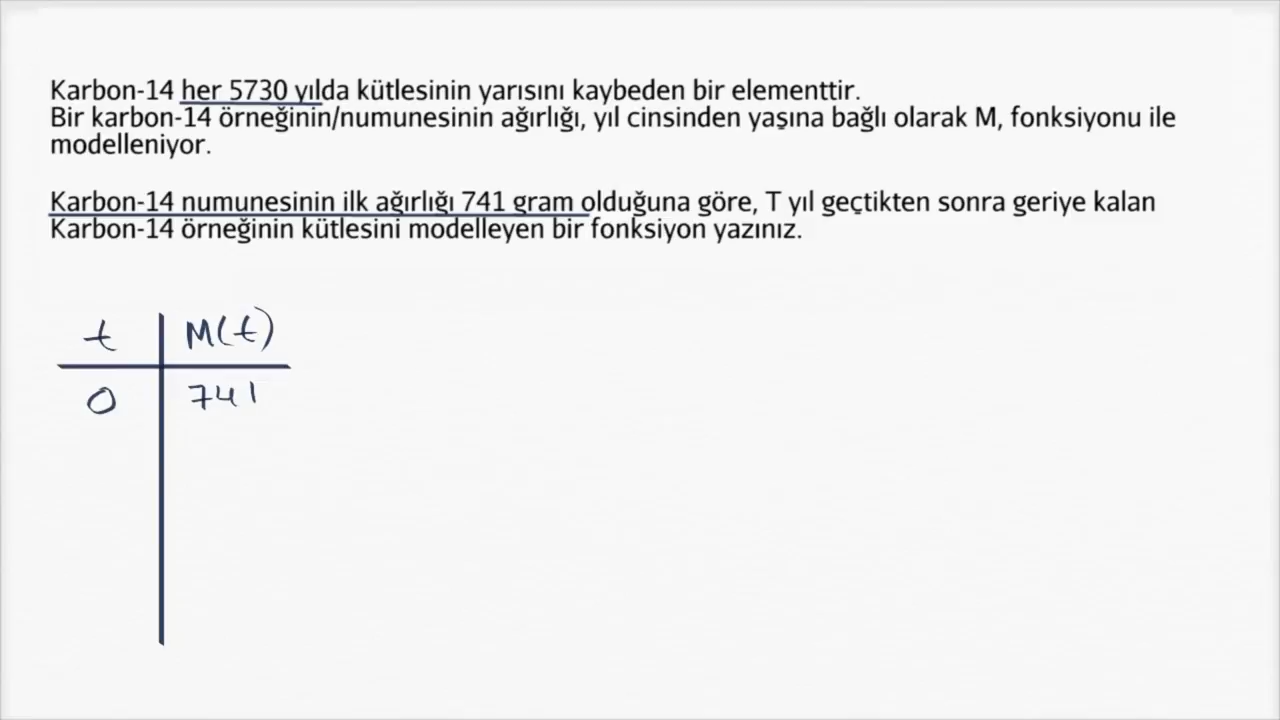 Karbon-14 her 5730 yılda kütlesinin yarısını kaybeden bir elementtir.
Bir karbon-14 örneğinin/numunesinin ağırlığı, yıl cinsinden yaşına bağlı olarak M, fonksiyonu ile
modelleniyor.
Karbon-14 numunesinin ilk ağırlığı 741 gram olduğuna göre, T yıl geçtikten sonra geriye kalan
Karbon-14 örneğinin kütlesini modelleyen bir fonksiyon yazınız.
t M(t)
0 741